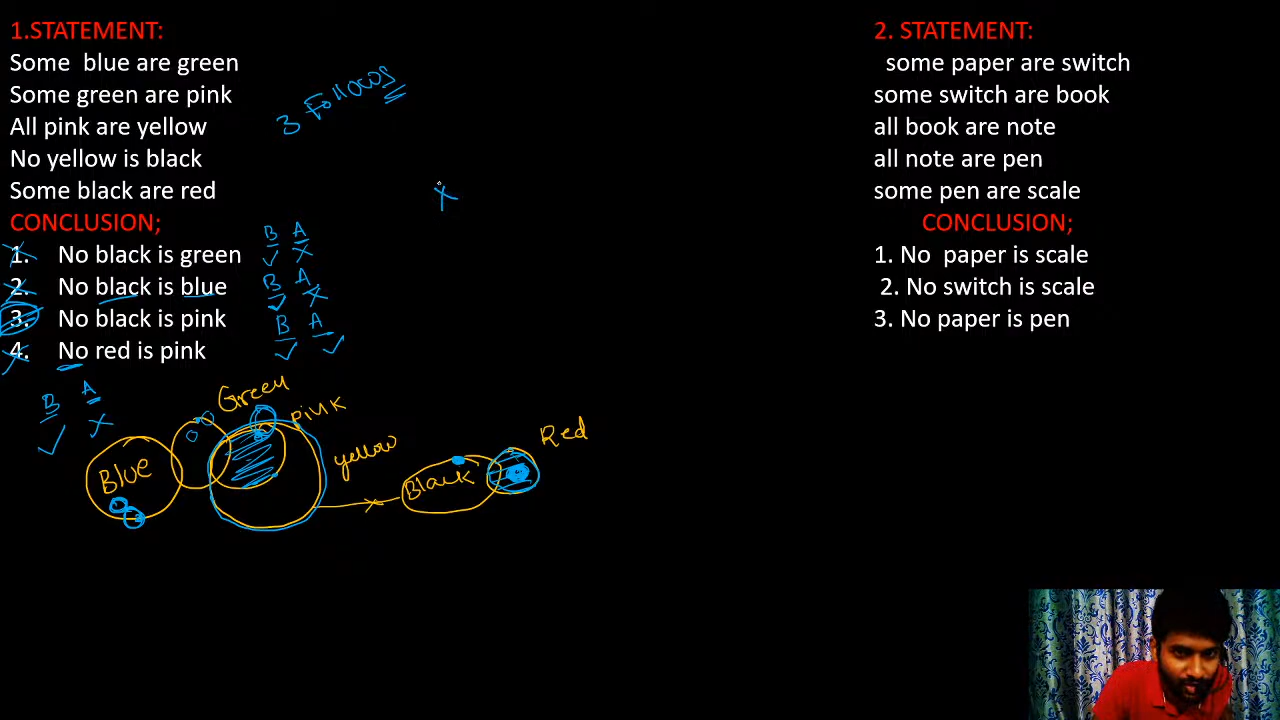 1.STATEMENT:
Some blue are green
Some green are pink
All pink are yellow
No yellow is black
Some black are red
CONCLUSION;
1. No black is green
2. No black is blue
3. No black is pink
4. No red is pink
3 Follows
X
B A
B A
B A
B A
Green
Pink
yellow
Blue
Black
Red
2. STATEMENT:
some paper are switch
some switch are book
all book are note
all note are pen
some pen are scale
CONCLUSION;
1. No paper is scale
2. No switch is scale
3. No paper is pen